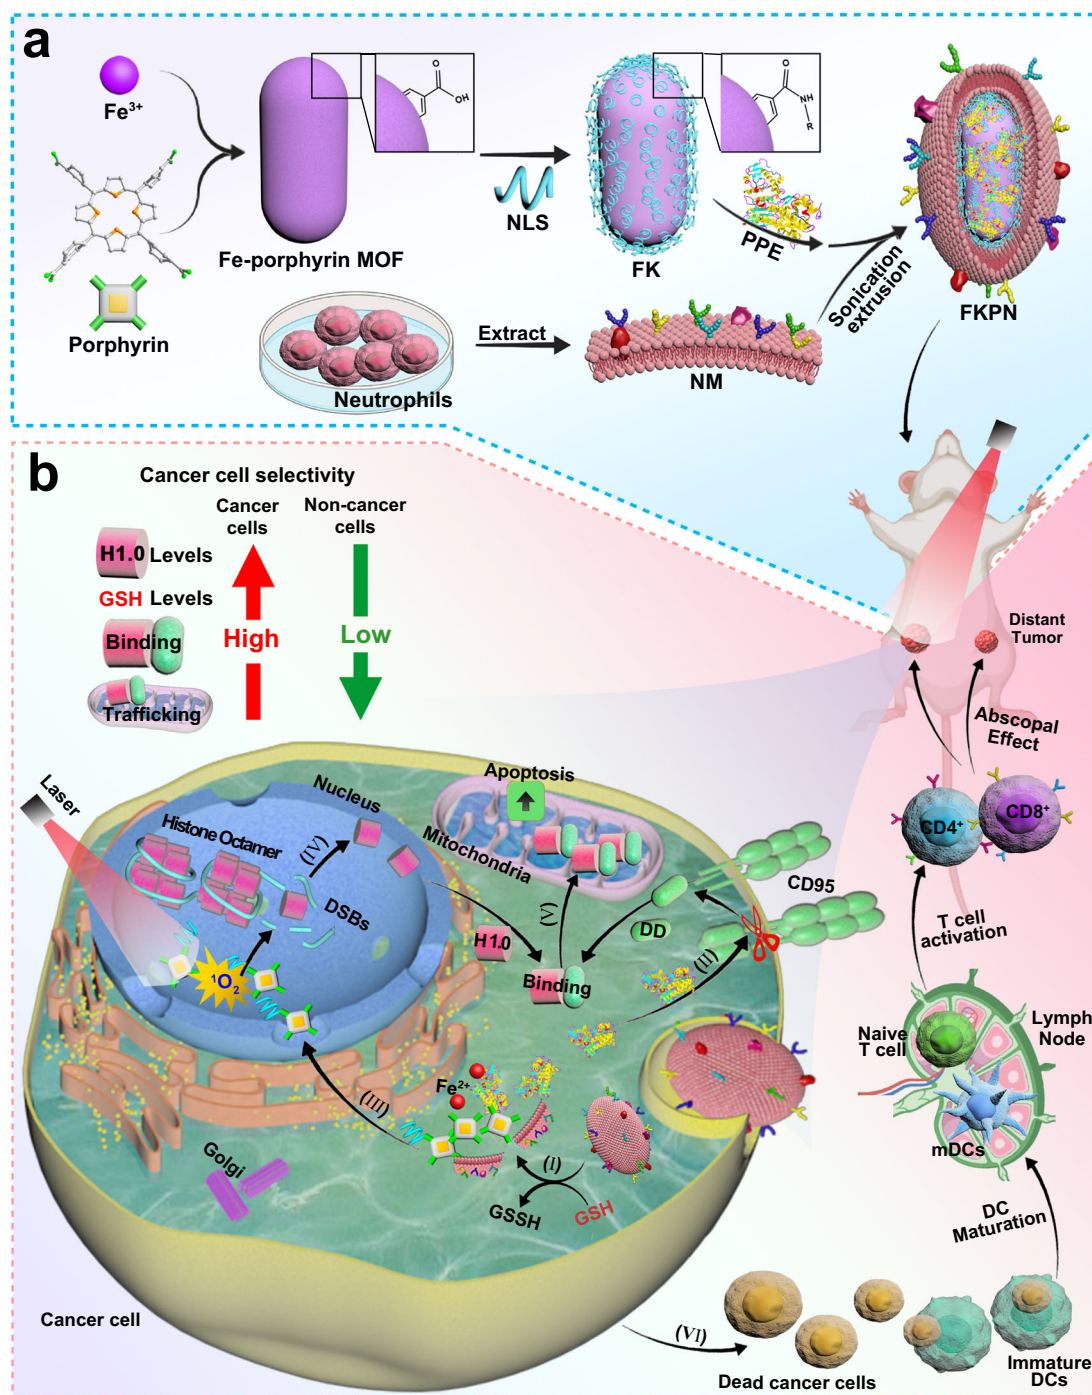 a
Fe³⁺
Porphyrin
O
OH
Fe-porphyrin MOF
NLS
O
NH
R
FK
PPE
Sonication
extrusion
FKPN
Neutrophils
Extract
NM
b
Cancer cell selectivity
Cancer
cells
Non-cancer
cells
H1.0 Levels
GSH Levels
Binding
Trafficking
High
Low
Distant
Tumor
Abscopal
Effect
CD4⁺
CD8⁺
T cell
activation
Naive
T cell
Lymph
Node
mDCs
DC
Maturation
Immature
DCs
Dead cancer cells
(VI)
Cancer cell
Laser
Nucleus
Histone Octamer
(IV)
DSBs
¹O₂
Apoptosis
Mitochondria
(V)
H1.0
Binding
DD
CD95
(II)
(III)
Fe²⁺
(I)
GSSH
GSH
Golgi